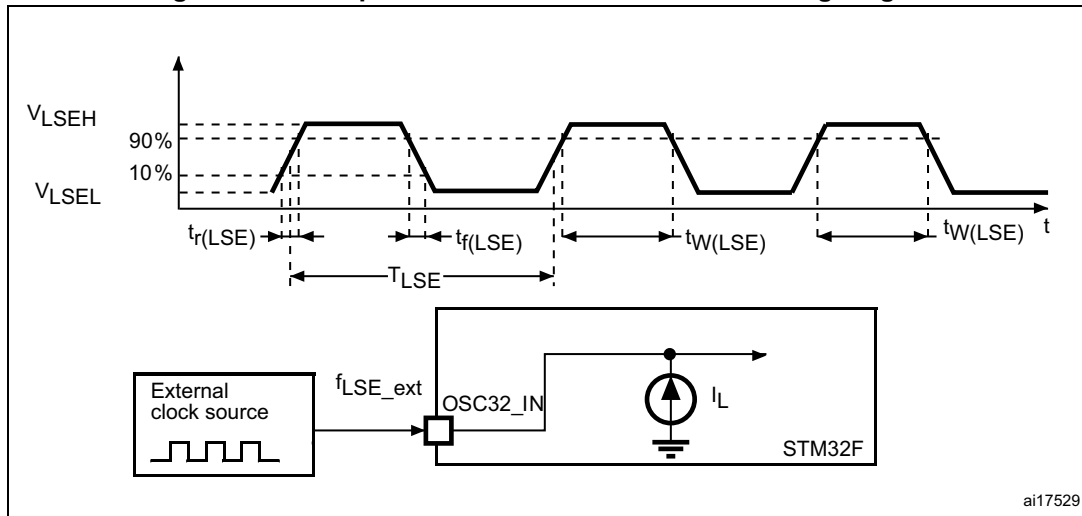 VLSEH
90%
10%
VLSEL
tr(LSE)
tf(LSE)
tW(LSE)
tW(LSE)
t
TLSE
External
clock source
fLSE_ext
OSC32_IN
IL
STM32F
ai17529